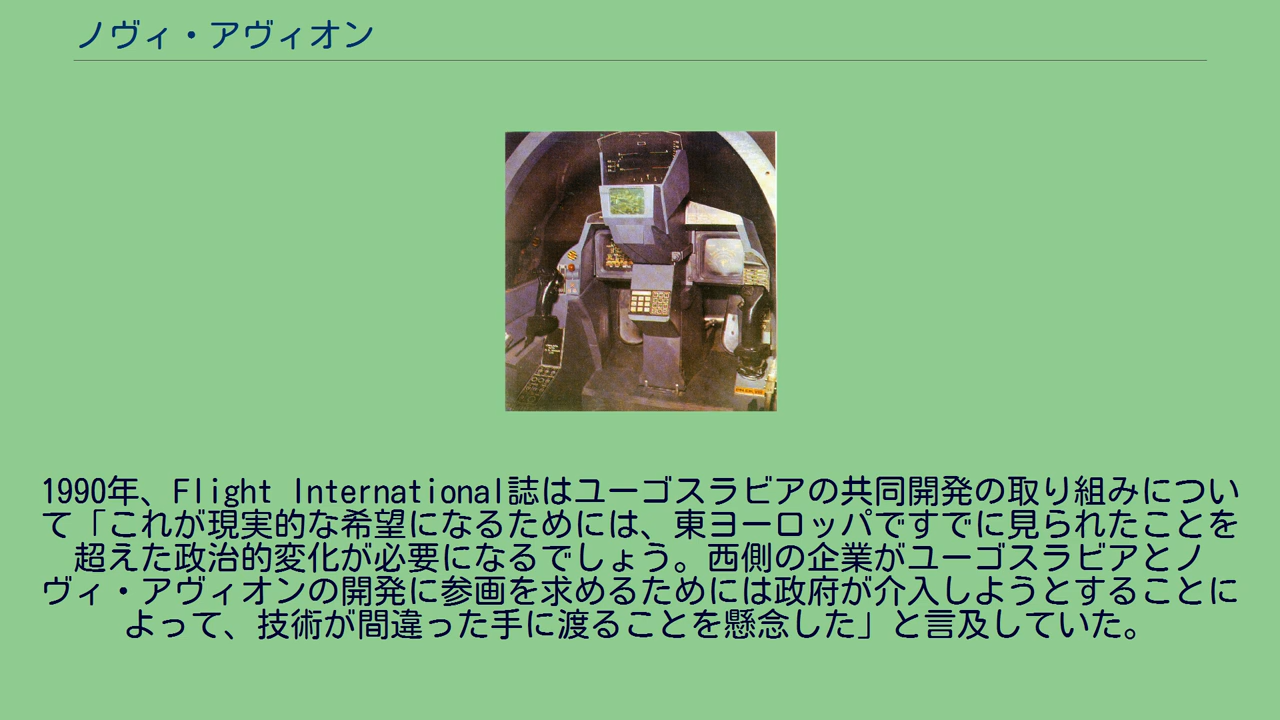 ノヴィ・アヴィオン
1990年、Flight International誌はユーゴスラビアの共同開発の取り組みについ
て「これが現実的な希望になるためには、東ヨーロッパですでに見られたことを
超えた政治的変化が必要になるでしょう。西側の企業がユーゴスラビアとノ
ヴィ・アヴィオンの開発に参画を求めるためには政府が介入しようとすることに
よって、技術が間違った手に渡ることを懸念した」と言及していた。